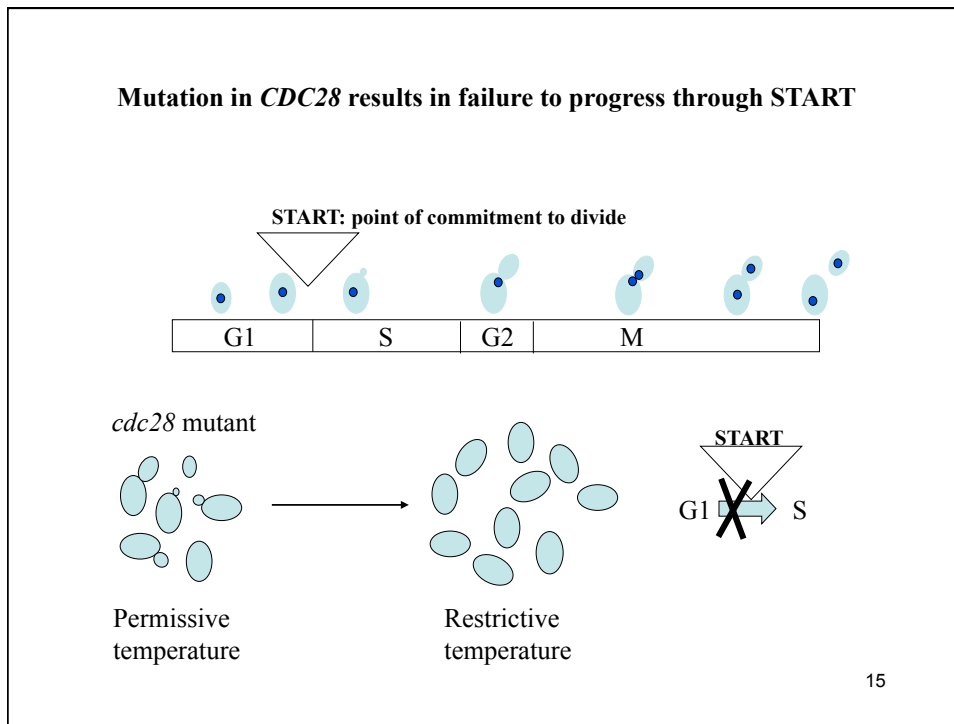 Mutation in CDC28 results in failure to progress through START
START: point of commitment to divide
G1 S G2 M
cdc28 mutant
START
G1 S
Permissive
temperature
Restrictive
temperature
15